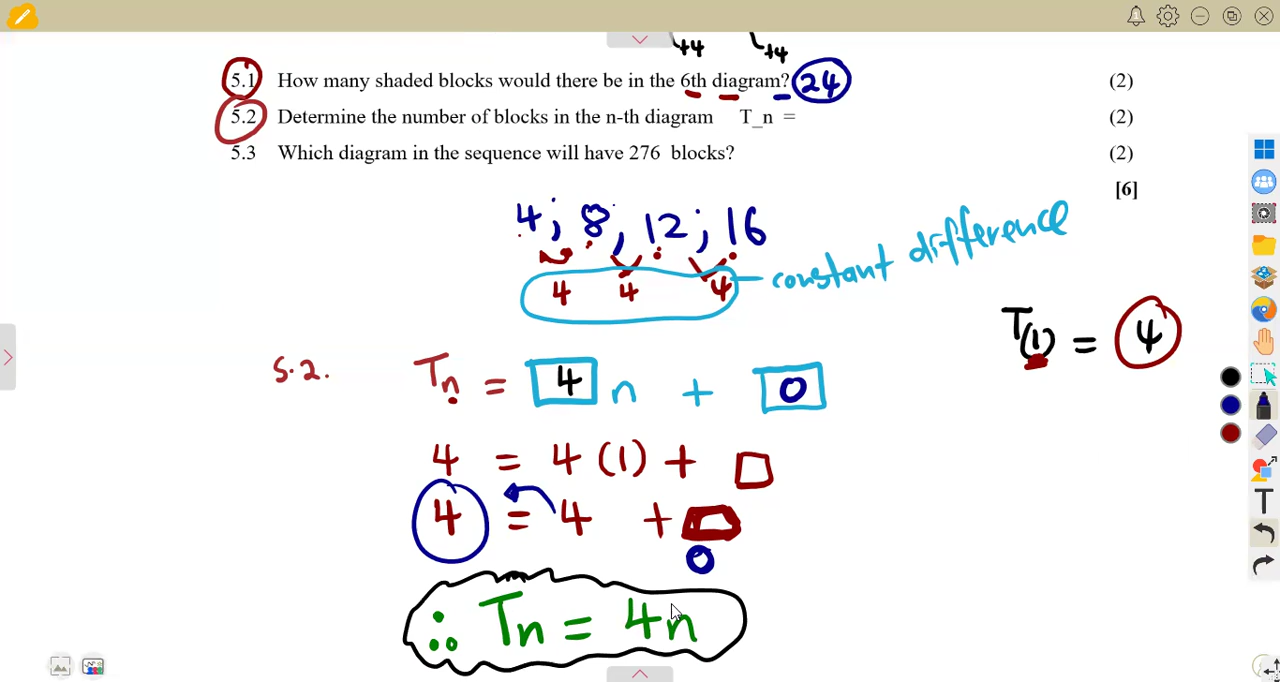 +4 +4
5.1 How many shaded blocks would there be in the 6th diagram? 24 (2)
5.2 Determine the number of blocks in the n-th diagram T_n = (2)
5.3 Which diagram in the sequence will have 276 blocks? (2)
[6]
4; 8; 12; 16
4 4 4 constant difference
T(1) = 4
5.2. Tn = 4 n + 0
4 = 4 (1) + □
4 = 4 + □
0
∴ Tn = 4n
T